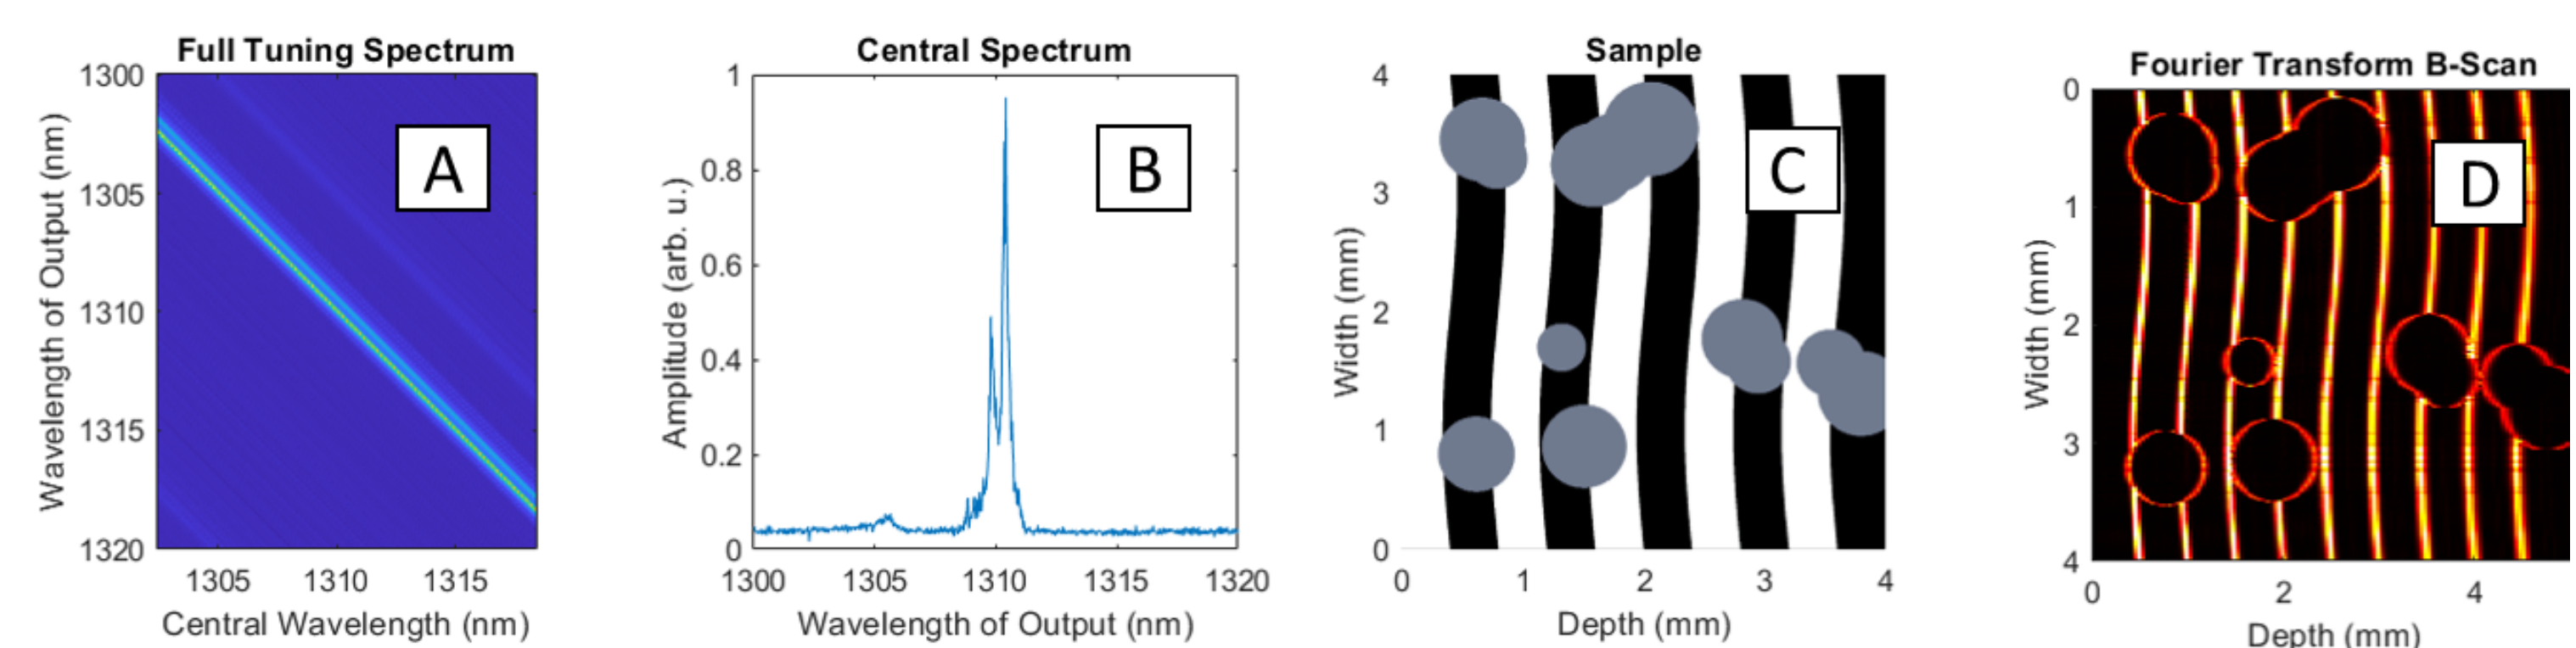 Full Tuning Spectrum
1300
1305
1310
1315
1320
Wavelength of Output (nm)
A
1305 1310 1315
Central Wavelength (nm)
Central Spectrum
1
0.8
0.6
0.4
0.2
0
Amplitude (arb. u.)
B
1300 1305 1310 1315 1320
Wavelength of Output (nm)
Sample
4
3
2
1
0
Width (mm)
C
0 1 2 3 4
Depth (mm)
Fourier Transform B-Scan
0
1
2
3
4
Width (mm)
D
0 2 4
Depth (mm)